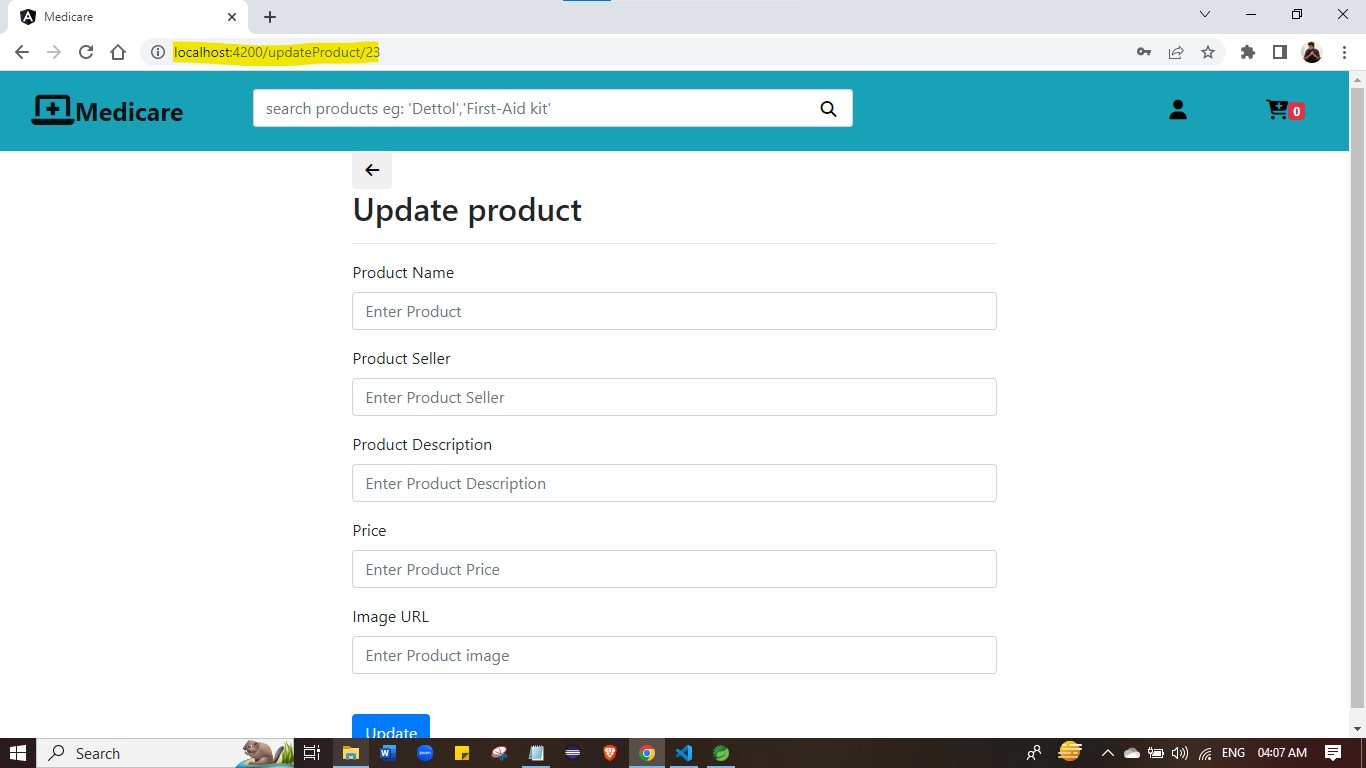 Medicare
localhost:4200/updateProduct/23
Medicare
search products eg: 'Dettol','First-Aid kit'
0
Update product
Product Name
Enter Product
Product Seller
Enter Product Seller
Product Description
Enter Product Description
Price
Enter Product Price
Image URL
Enter Product image
Update
Search
ENG
04:07 AM